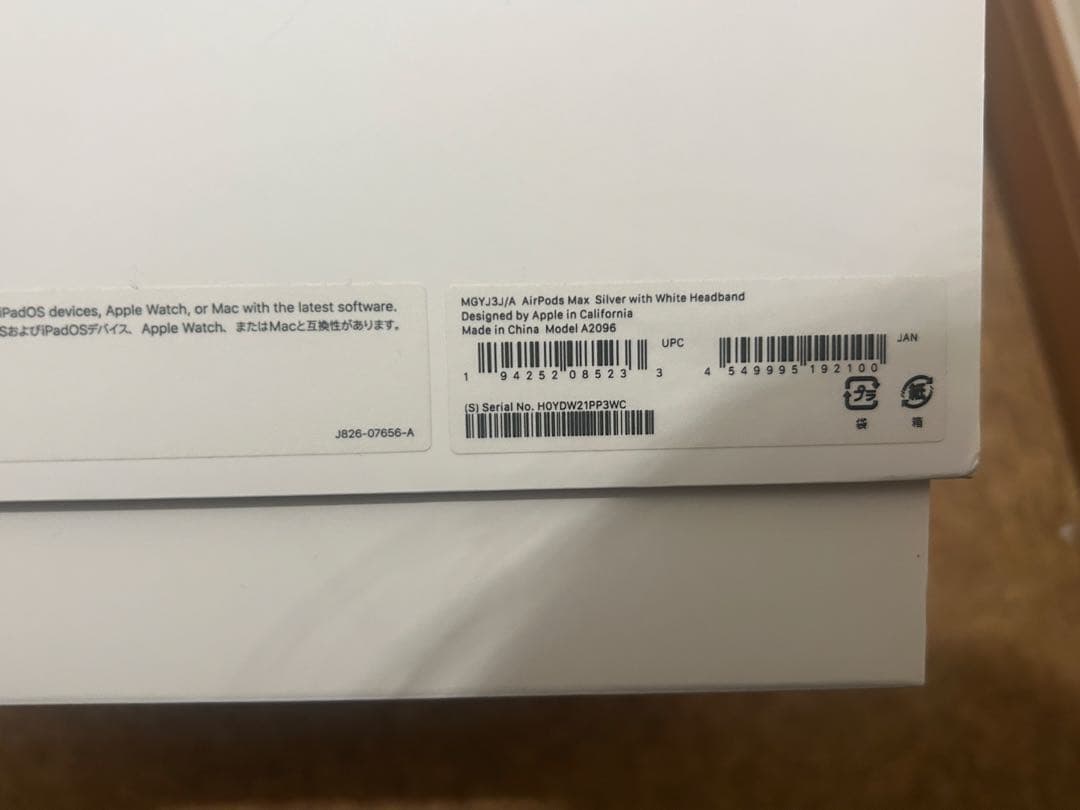 iPadOS devices, Apple Watch, or Mac with the latest software.
SおよびiPadOSデバイス、Apple Watch、またはMacと互換性があります。
J826-07656-A
MGYJ3J/A AirPods Max Silver with White Headband
Designed by Apple in California
Made in China Model A2096
UPC
1 94252 08523 3
JAN
4 549995 192100
(S) Serial No. H0YDW21PP3WC
プラ
袋
紙
箱